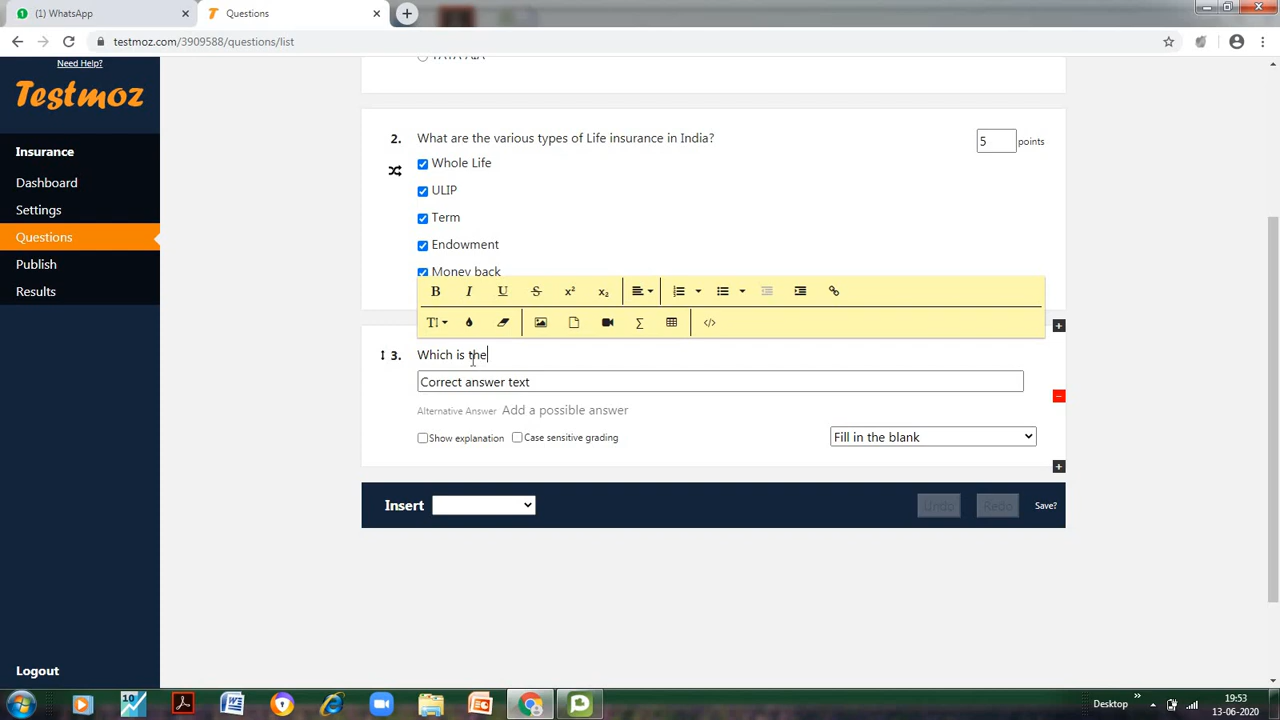 (1) WhatsApp
Questions
testmoz.com/3909588/questions/list
Need Help?
Testmoz
Insurance
Dashboard
Settings
Questions
Publish
Results
Logout
TATA AIA
2. What are the various types of Life insurance in India?
5 points
Whole Life
ULIP
Term
Endowment
Money back
3. Which is the
Correct answer text
Alternative Answer Add a possible answer
Show explanation Case sensitive grading Fill in the blank
Insert Undo Redo Save?
Desktop
19:53
13-06-2020